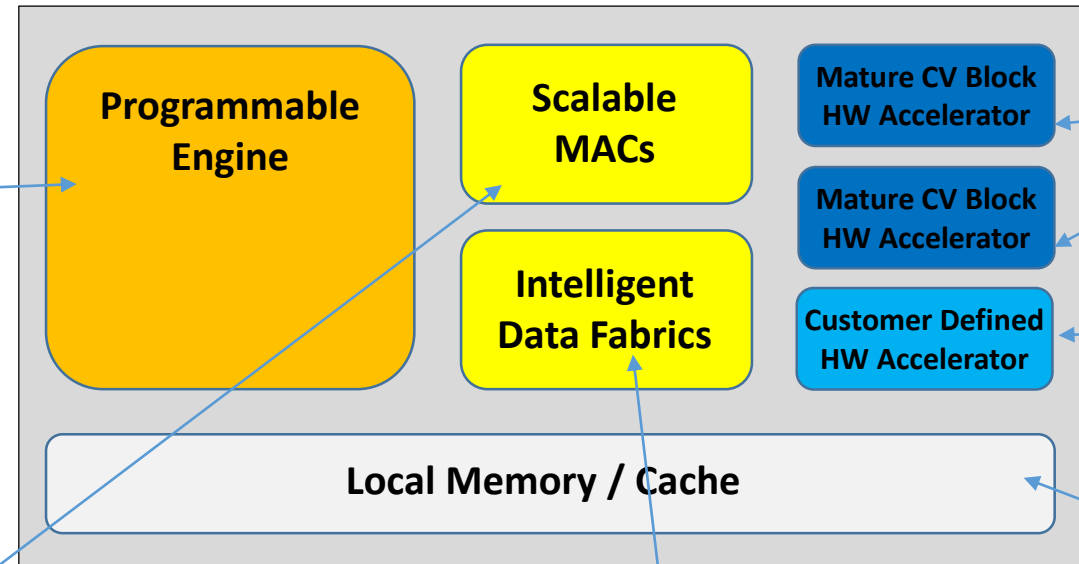 Programmable
Engine
Scalable
MACs
Mature CV Block
HW Accelerator
Mature CV Block
HW Accelerator
Intelligent
Data Fabrics
Customer Defined
HW Accelerator
Local Memory / Cache